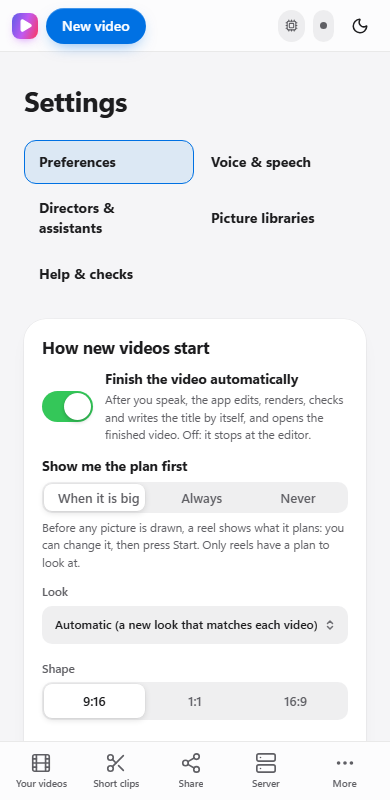 New video
Settings
Preferences
Voice & speech
Directors &
assistants
Picture libraries
Help & checks
How new videos start
Finish the video automatically
After you speak, the app edits, renders, checks
and writes the title by itself, and opens the
finished video. Off: it stops at the editor.
Show me the plan first
When it is big
Always
Never
Before any picture is drawn, a reel shows what it plans: you
can change it, then press Start. Only reels have a plan to
look at.
Look
Automatic (a new look that matches each video)
Shape
9:16
1:1
16:9
Your videos
Short clips
Share
Server
More